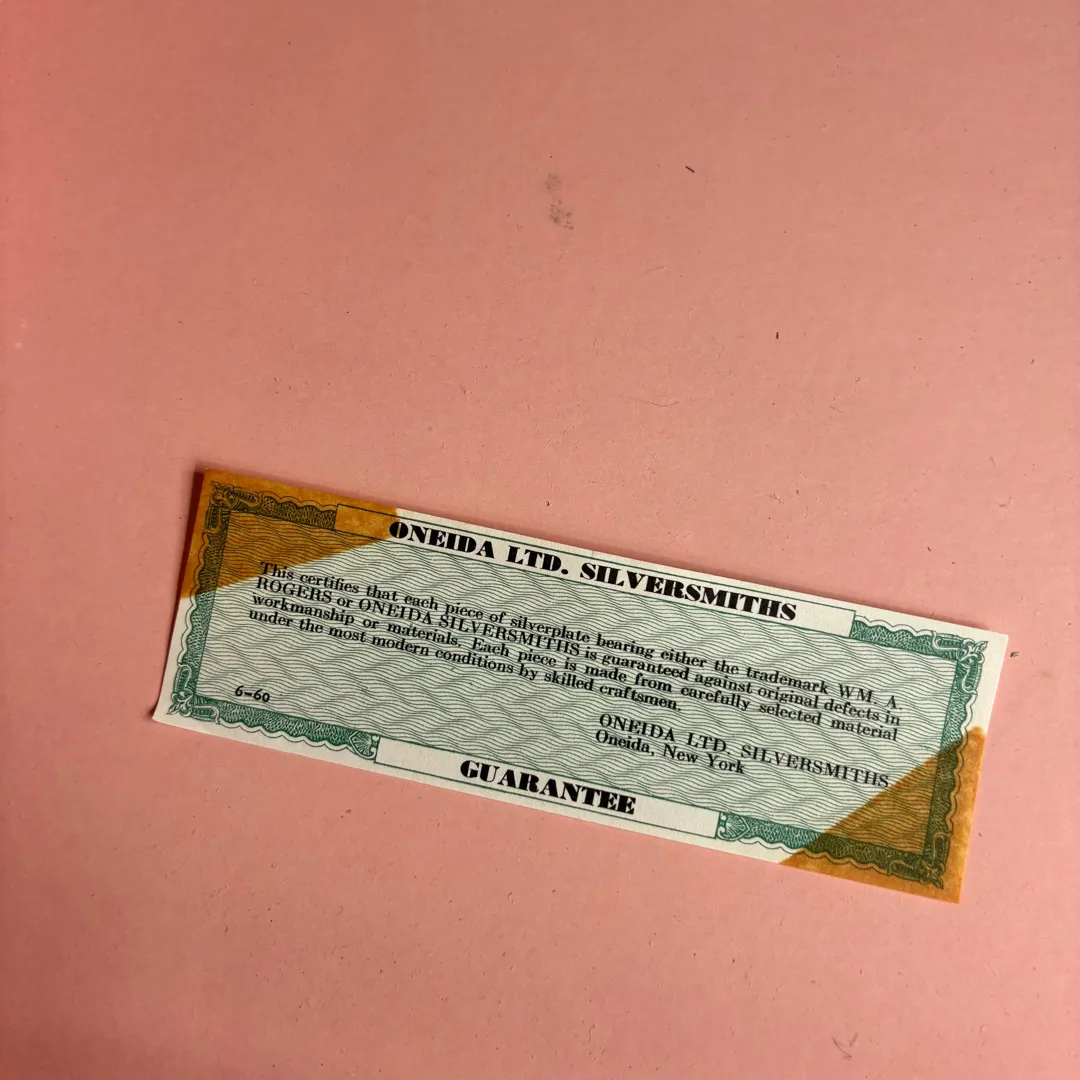 ONEIDA LTD. SILVERSMITHS
This certifies that each piece of silverplate bearing either the trademark WM. A.
ROGERS or ONEIDA SILVERSMITHS is guaranteed against original defects in
workmanship or materials. Each piece is made from carefully selected material
under the most modern conditions by skilled craftsmen.
ONEIDA LTD. SILVERSMITHS
Oneida, New York
6-60
GUARANTEE